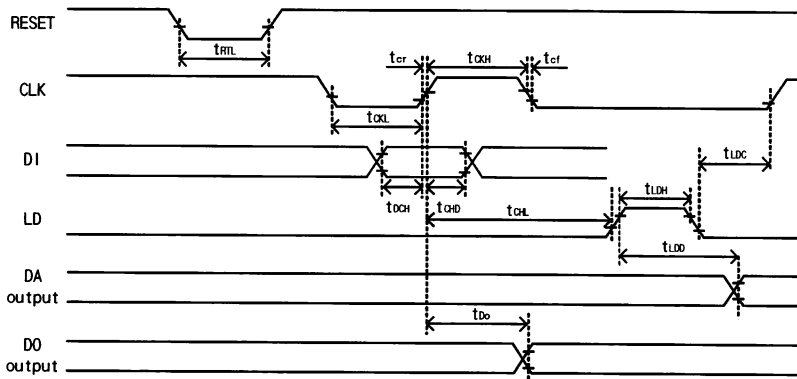 RESET
tRTL
tcr
tCKH
tcf
CLK
tCKL
DI
tLDC
tDCH
tCHD
tCHL
tLDH
LD
tLDD
DA
output
tDo
DO
output